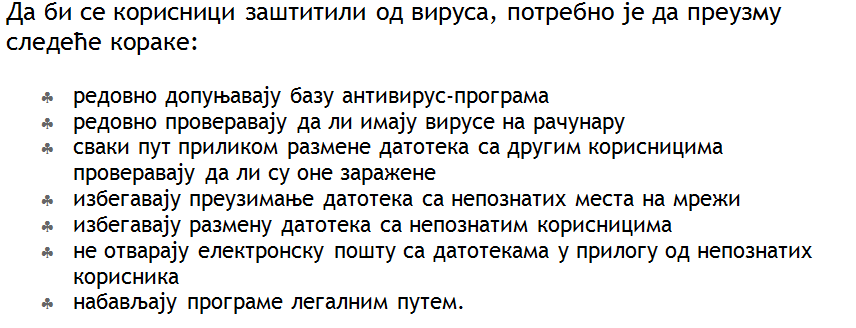 Да би се корисници заштитили од вируса, потребно је да преузму
следеће кораке:
♣ редовно допуњавају базу антивирус-програма
♣ редовно проверавају да ли имају вирусе на рачунару
♣ сваки пут приликом размене датотека са другим корисницима
проверавају да ли су оне заражене
♣ избегавају преузимање датотека са непознатих места на мрежи
♣ избегавају размену датотека са непознатим корисницима
♣ не отварају електронску пошту са датотекама у прилогу од непознатих
корисника
♣ набављају програме легалним путем.